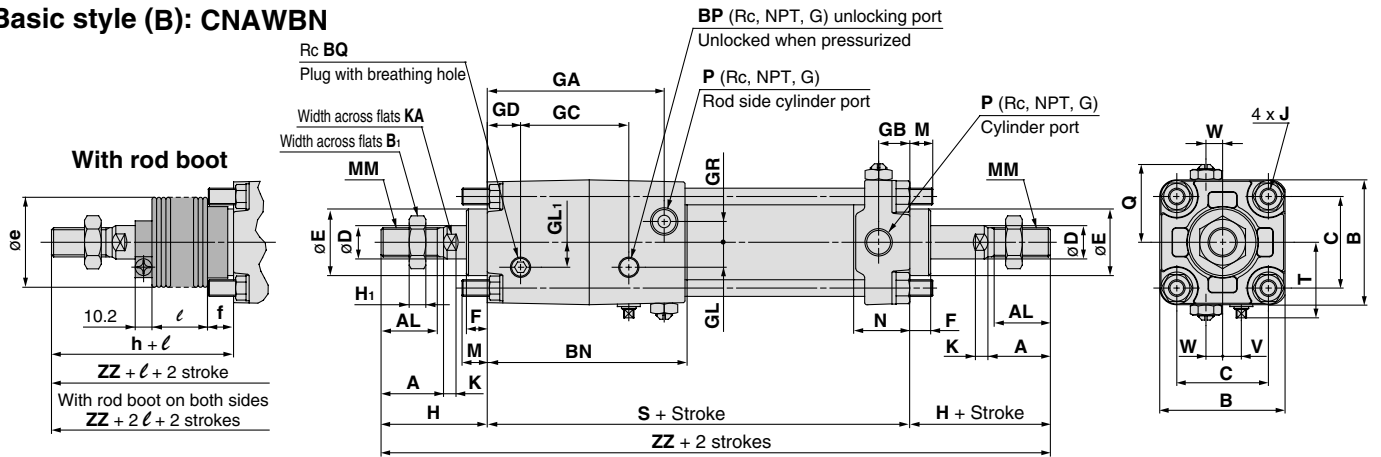 Basic style (B): CNAWBN
BP (Rc, NPT, G) unlocking port
Unlocked when pressurized
Rc BQ
Plug with breathing hole
GA
P (Rc, NPT, G)
Rod side cylinder port
GD
GC
P (Rc, NPT, G)
Cylinder port
W
4 x J
Width across flats KA
Width across flats B1
GB
M
With rod boot
MM
GR
MM
Q
GL1
øe
øE
øD
øD
øE
C
B
T
H1
GL
10.2
ℓ
f
AL
F
N
F
AL
h + ℓ
M
BN
K
A
W
V
ZZ + ℓ + 2 stroke
A
K
C
With rod boot on both sides
H
S + Stroke
H + Stroke
B
ZZ + 2 ℓ + 2 strokes
ZZ + 2 strokes